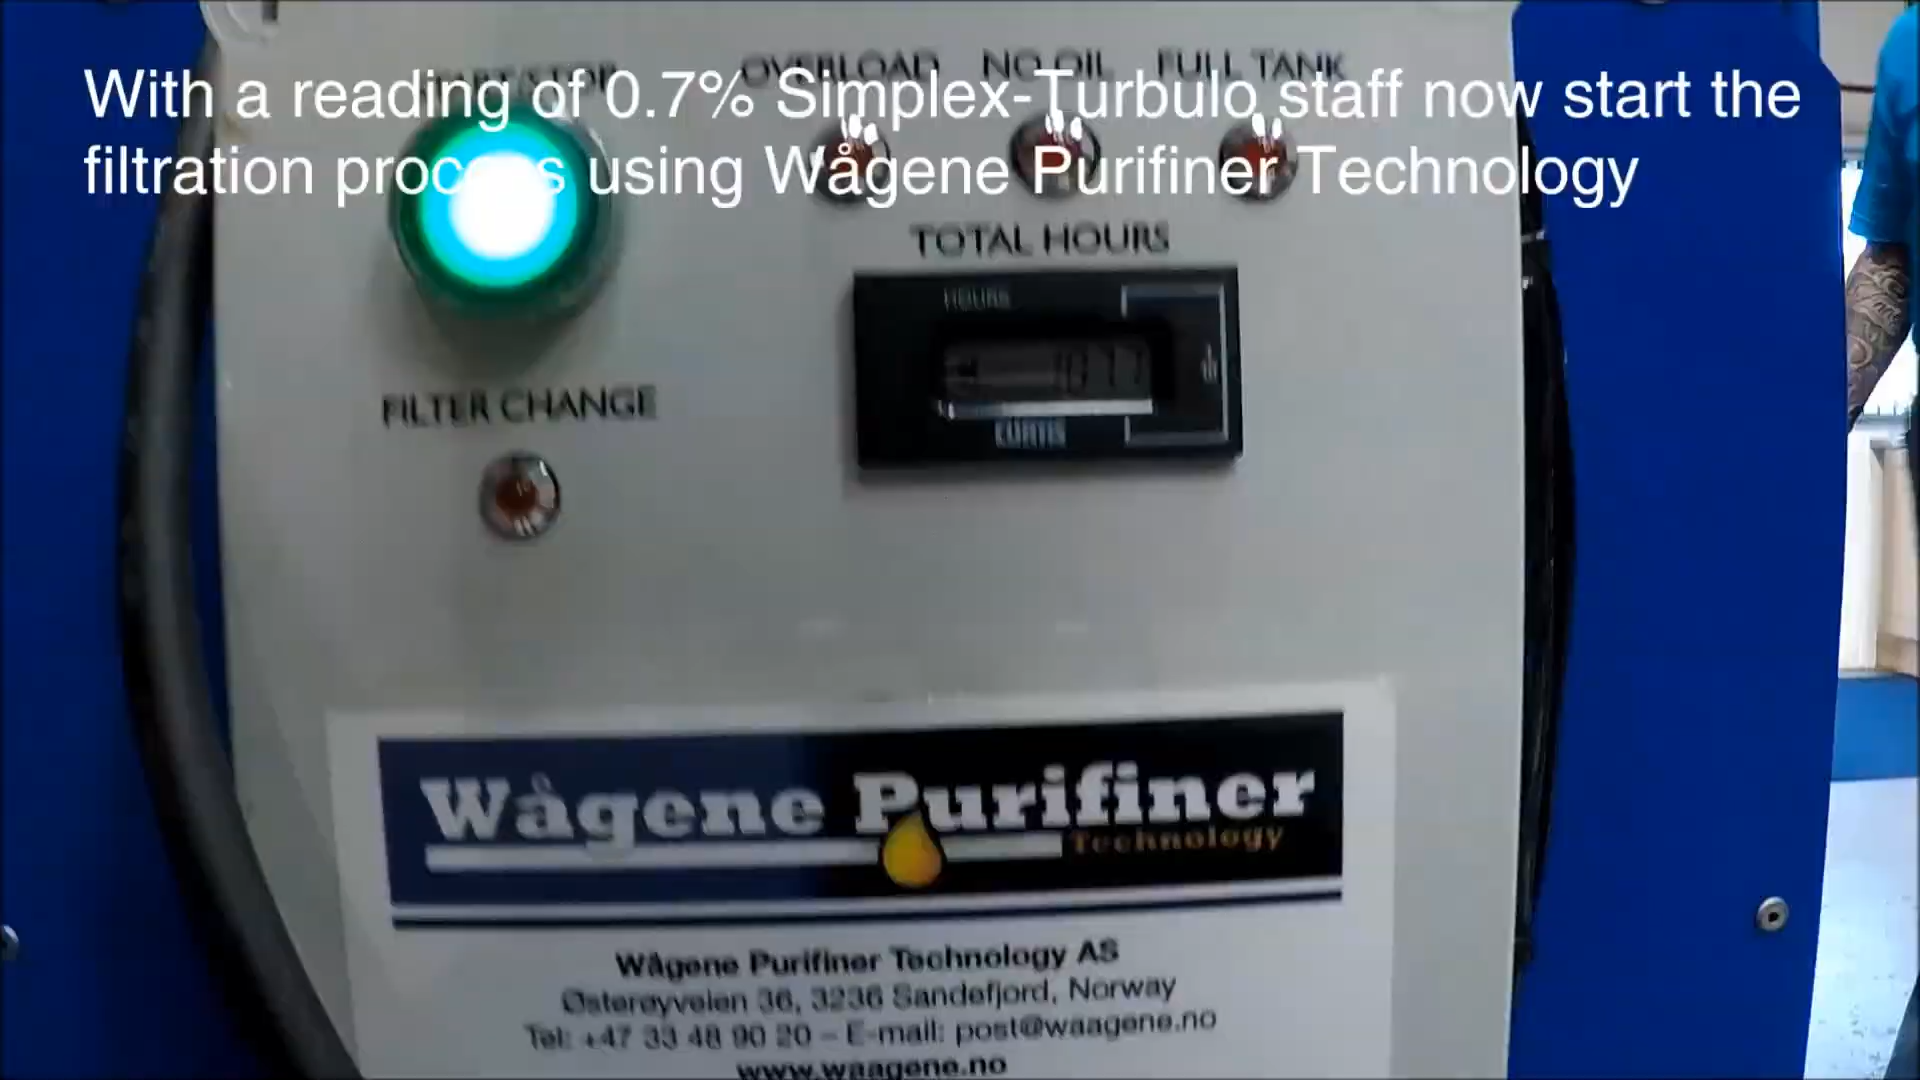 With a reading of 0.7% Simplex-Turbulo staff now start the
filtration process using Wågene Purifiner Technology
START/STOP OVERLOAD NO OIL FULL TANK
TOTAL HOURS
HOURS
CURTIS
FILTER CHANGE
Wågene Purifiner
Technology
Wågene Purifiner Technology AS
Østerøyveien 36, 3236 Sandefjord, Norway
Tel: +47 33 48 90 20 – E-mail: post@waagene.no
www.waagene.no